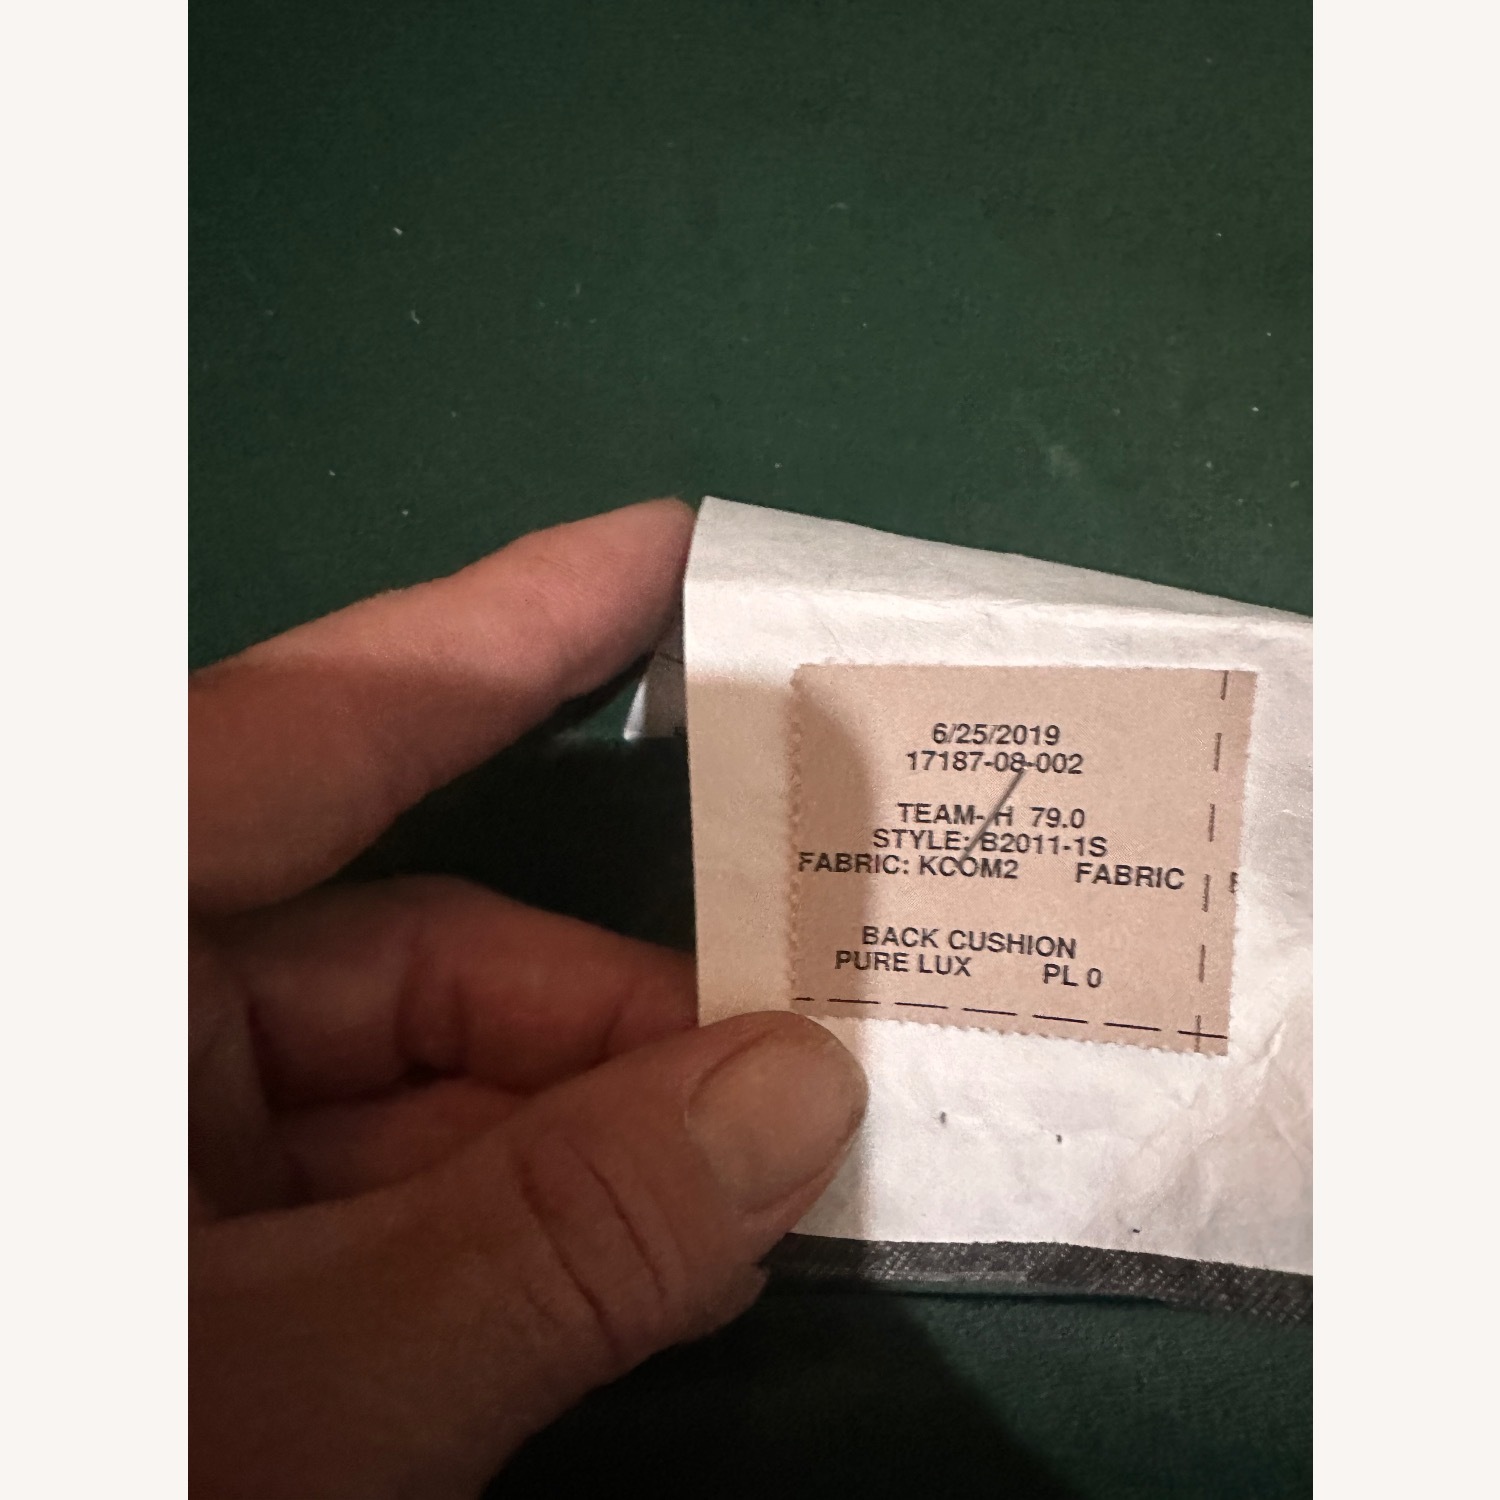 6/25/2019
17187-08-002
TEAM- H 79.0
STYLE: B2011-1S
FABRIC: KCOM2 FABRIC
BACK CUSHION
PURE LUX PL 0